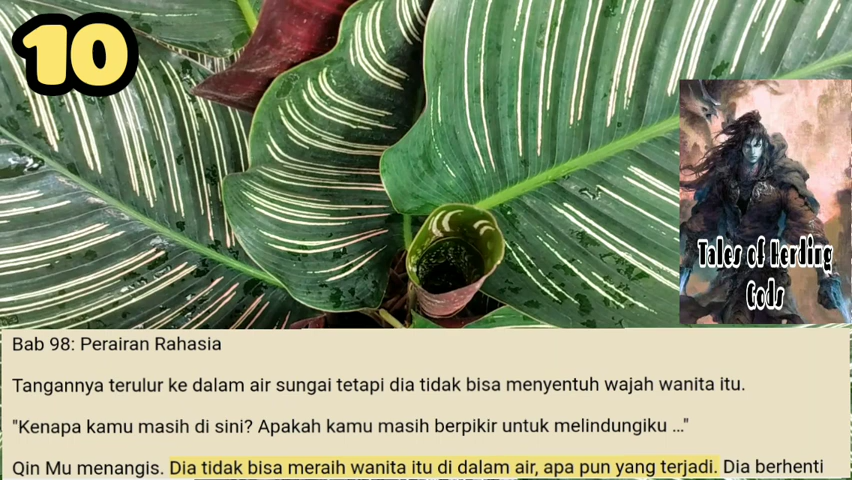 10
Tales of Herding
Gods
Bab 98: Perairan Rahasia
Tangannya terulur ke dalam air sungai tetapi dia tidak bisa menyentuh wajah wanita itu.
"Kenapa kamu masih di sini? Apakah kamu masih berpikir untuk melindungiku ..."
Qin Mu menangis. Dia tidak bisa meraih wanita itu di dalam air, apa pun yang terjadi. Dia berhenti